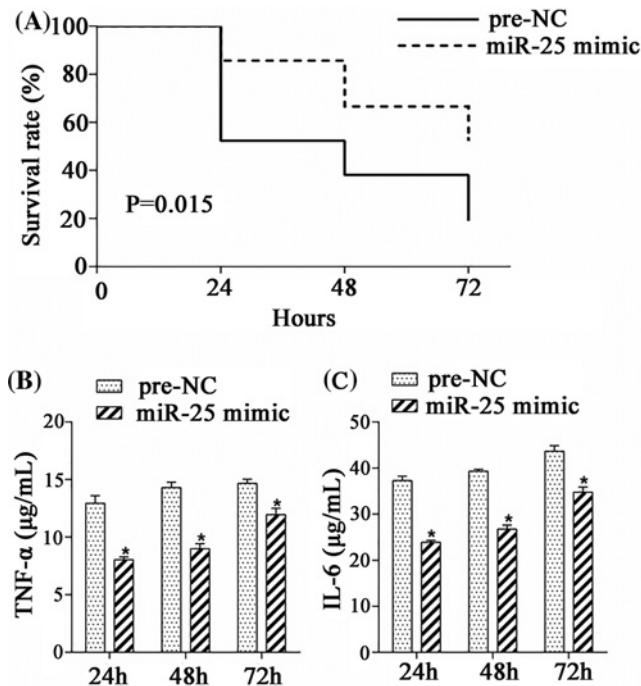 (A)
pre-NC
miR-25 mimic
Survival rate (%)
100
80
60
40
20
0
P=0.015
0 24 48 72
Hours
(B)
pre-NC
miR-25 mimic
TNF-α (μg/mL)
20
15
10
5
0
24h 48h 72h
* * *
(C)
pre-NC
miR-25 mimic
IL-6 (μg/mL)
50
40
30
20
10
0
24h 48h 72h
* * *